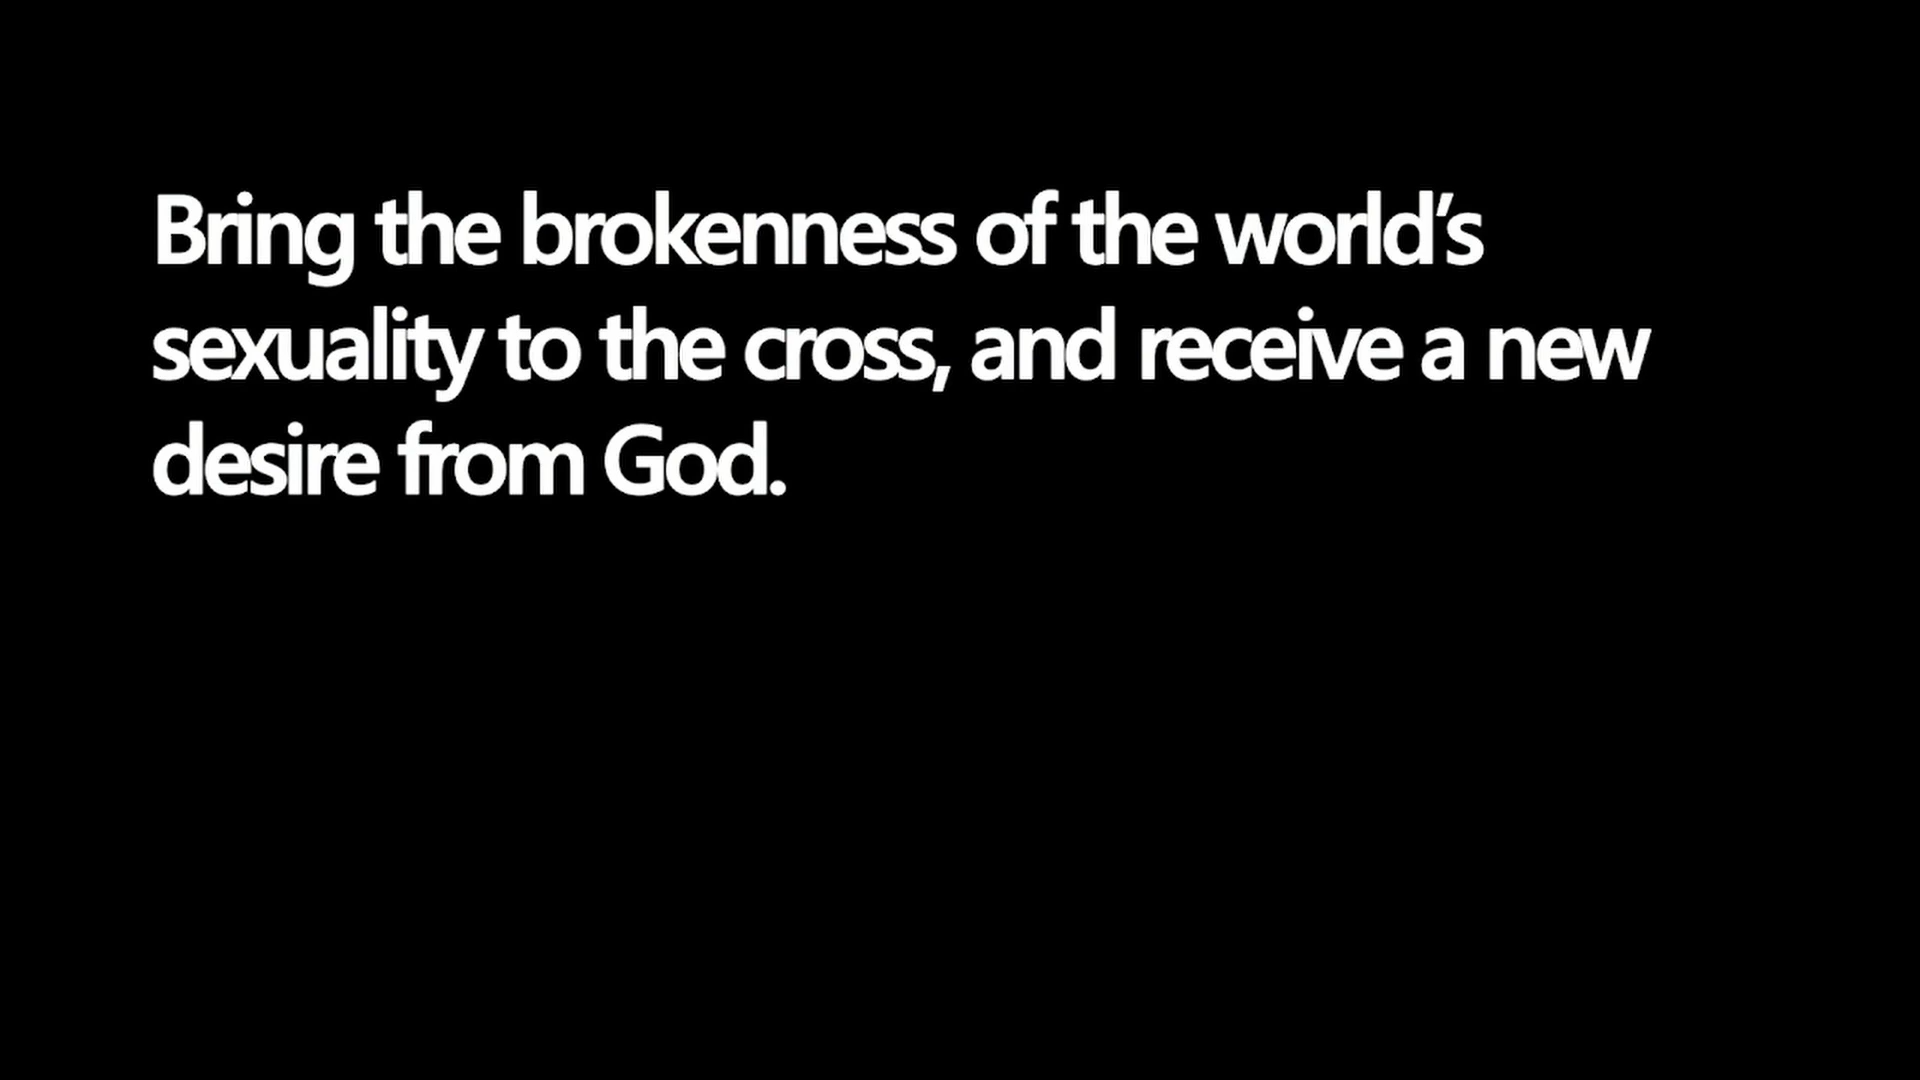 Bring the brokenness of the world’s
sexuality to the cross, and receive a new
desire from God.